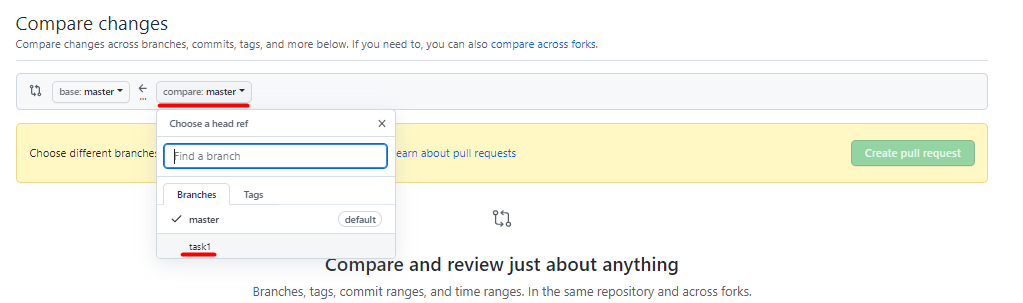 Compare changes
Compare changes across branches, commits, tags, and more below. If you need to, you can also compare across forks.
base: master
...
compare: master
Choose a head ref
Choose different branches
earn about pull requests
Create pull request
Find a branch
Branches
Tags
master
default
task1
Compare and review just about anything
Branches, tags, commit ranges, and time ranges. In the same repository and across forks.